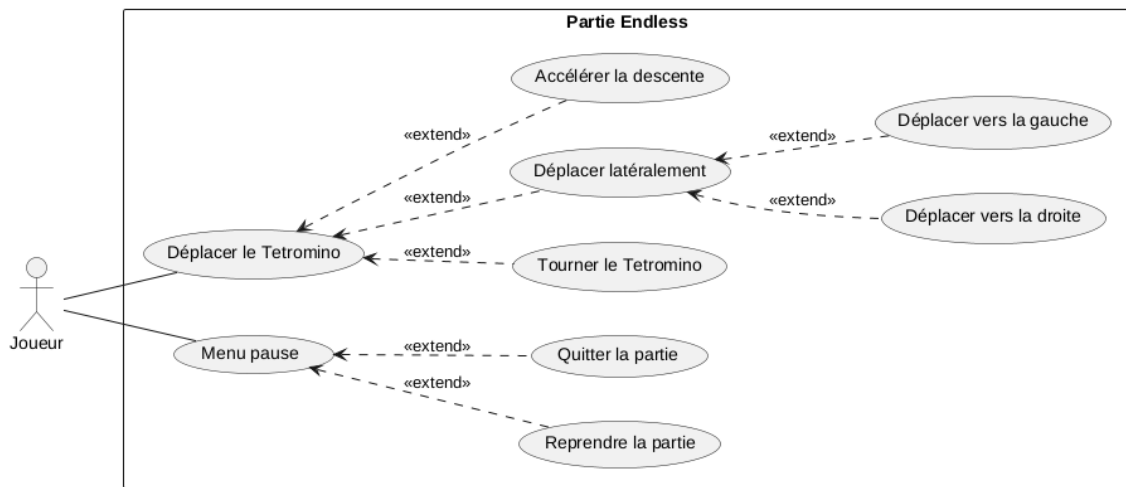 Partie Endless
Accélérer la descente
«extend»
Déplacer vers la gauche
«extend»
Déplacer latéralement
«extend»
«extend»
Déplacer vers la droite
Déplacer le Tetromino
«extend»
Tourner le Tetromino
Joueur
Menu pause
«extend»
Quitter la partie
«extend»
Reprendre la partie